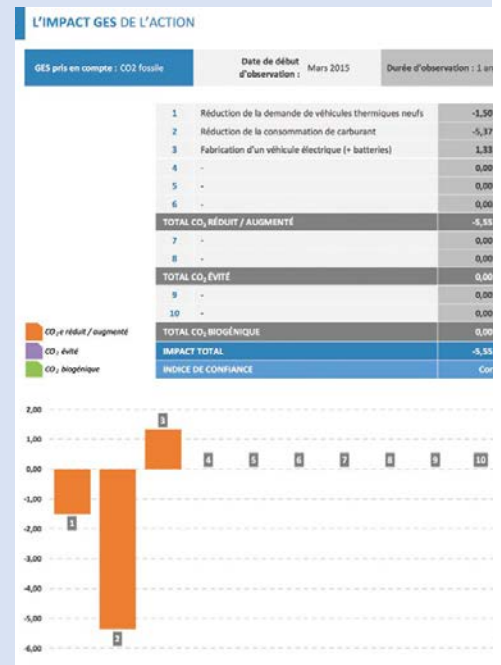 L'IMPACT GES DE L'ACTION
GES pris en compte : CO2 fossile
Date de début d'observation : Mars 2015
Durée d'observation : 1 an
1 Réduction de la demande de véhicules thermiques neufs -1,50
2 Réduction de la consommation de carburant -5,37
3 Fabrication d'un véhicule électrique (+ batteries) 1,33
4 - 0,00
5 - 0,00
6 - 0,00
TOTAL CO₂ RÉDUIT / AUGMENTÉ -5,55
7 - 0,00
8 - 0,00
TOTAL CO₂ ÉVITÉ 0,00
9 - 0,00
10 - 0,00
CO₂e réduit / augmenté
TOTAL CO₂ BIOGÉNIQUE 0,00
CO₂ évité
IMPACT TOTAL -5,55
CO₂ biogénique
INDICE DE CONFIANCE Cor
2,00
3
1,00
4 5 6 7 8 9 10
0,00
-1,00
1
-2,00
-3,00
-4,00
-5,00
2
-6,00